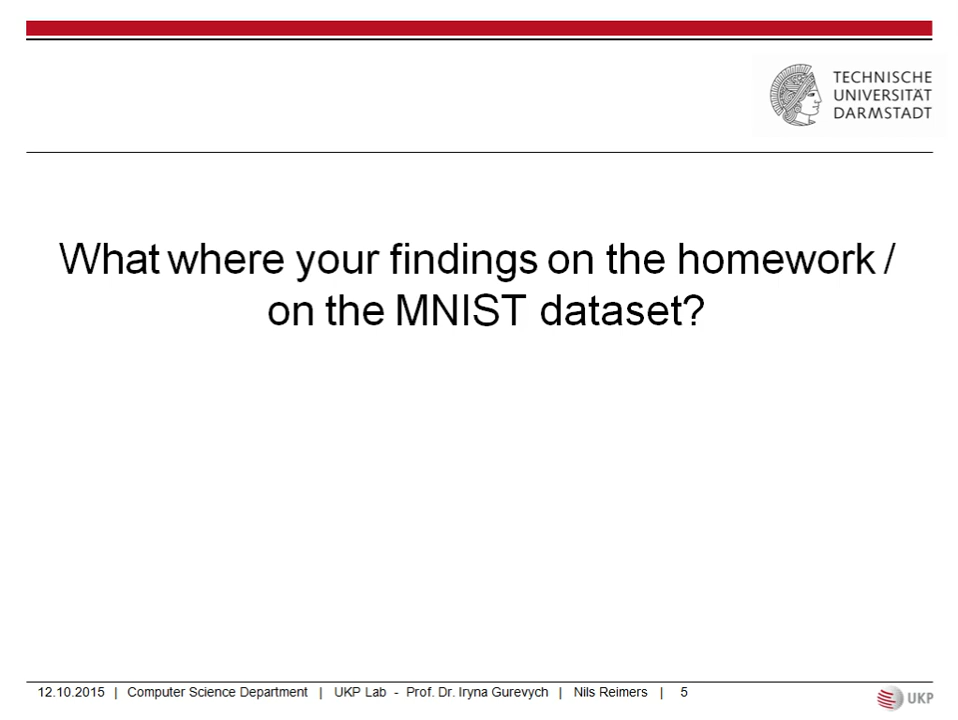 TECHNISCHE
UNIVERSITÄT
DARMSTADT
What where your findings on the homework /
on the MNIST dataset?
12.10.2015 | Computer Science Department | UKP Lab - Prof. Dr. Iryna Gurevych | Nils Reimers | 5
UKP